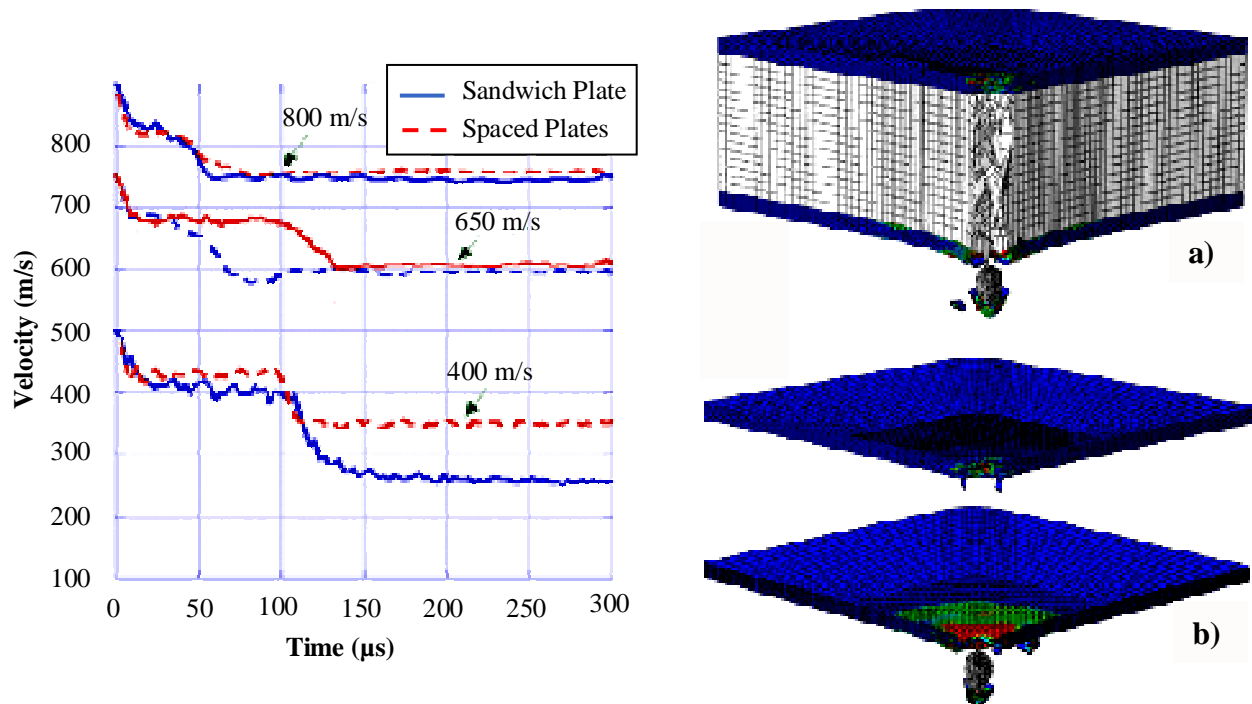 Sandwich Plate
Spaced Plates
800 m/s
650 m/s
400 m/s
Velocity (m/s)
800
700
600
500
400
300
200
100
0
50
100
150
200
250
300
Time (µs)
a)
b)